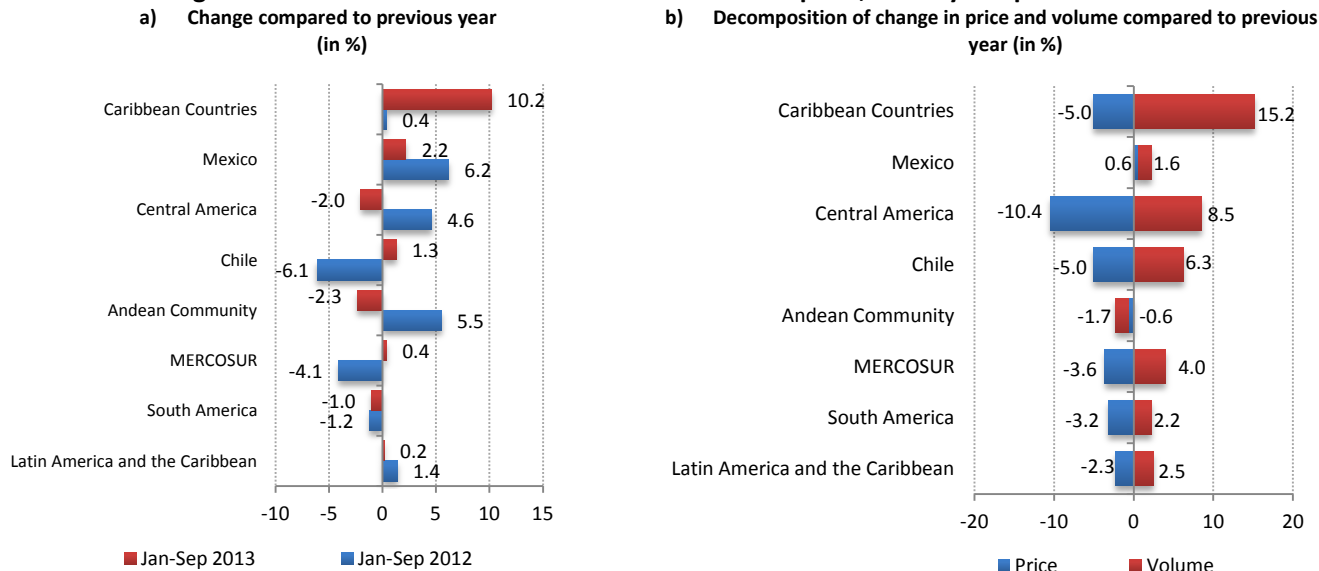 a) Change compared to previous year
(in %)
Caribbean Countries
10.2
0.4
Mexico
2.2
6.2
Central America
-2.0
4.6
Chile
1.3
-6.1
Andean Community
-2.3
5.5
MERCOSUR
0.4
-4.1
South America
-1.0
-1.2
Latin America and the Caribbean
0.2
1.4
-10 -5 0 5 10 15
Jan-Sep 2013 Jan-Sep 2012
b) Decomposition of change in price and volume compared to previous
year (in %)
Caribbean Countries
-5.0 15.2
Mexico
0.6 1.6
Central America
-10.4 8.5
Chile
-5.0 6.3
Andean Community
-1.7 -0.6
MERCOSUR
-3.6 4.0
South America
-3.2 2.2
Latin America and the Caribbean
-2.3 2.5
-20 -10 0 10 20
Price Volume